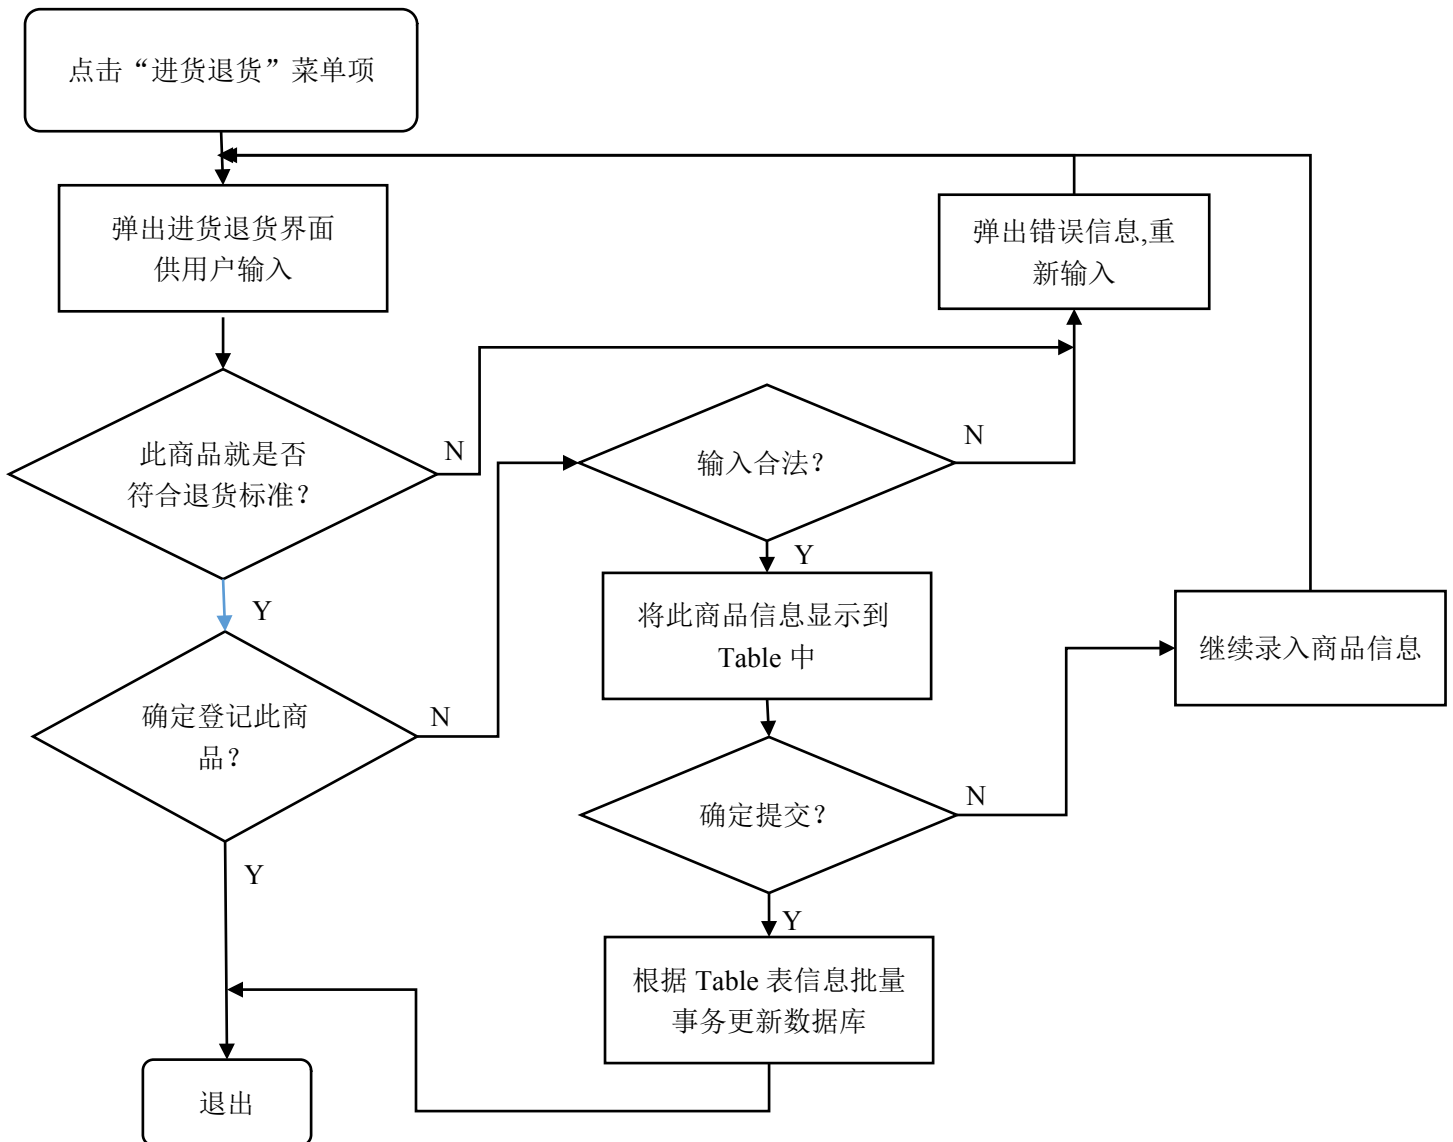 点击“进货退货”菜单项
弹出进货退货界面
供用户输入
弹出错误信息,重
新输入
此商品就是否
符合退货标准？
N
输入合法？
N
Y
Y
将此商品信息显示到
Table 中
继续录入商品信息
确定登记此商
品？
N
确定提交？
N
Y
Y
根据 Table 表信息批量
事务更新数据库
退出